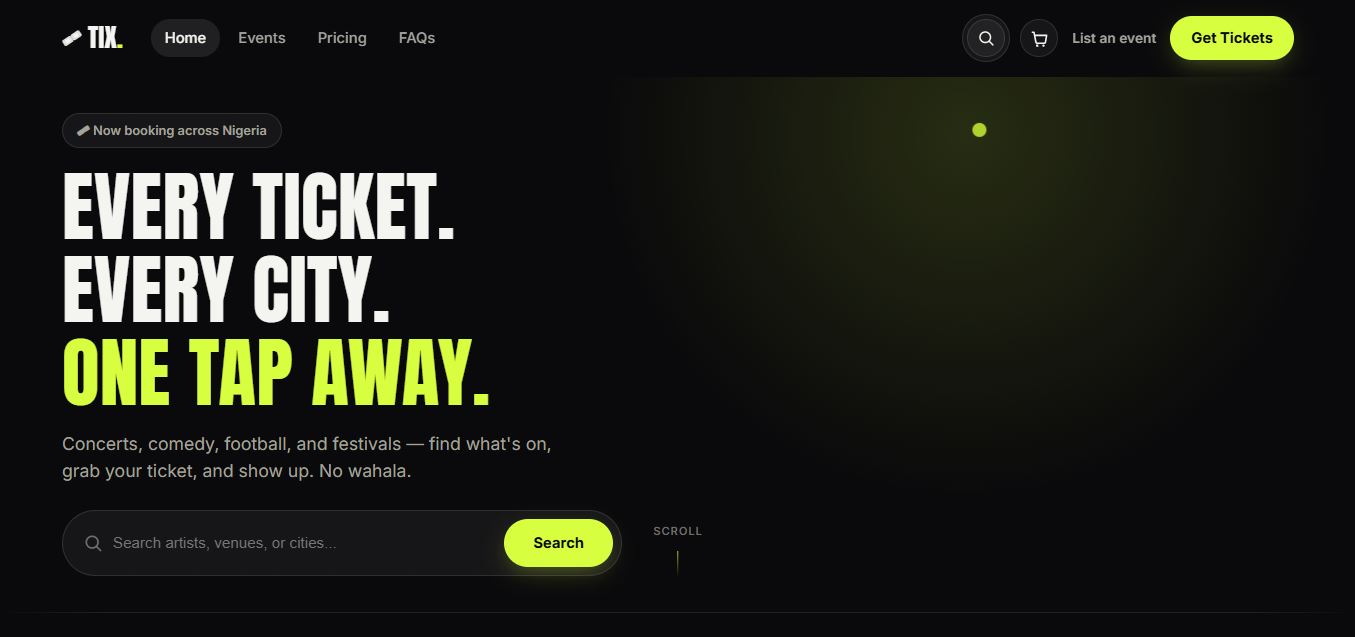 TIX.
Home
Events
Pricing
FAQs
List an event
Get Tickets
Now booking across Nigeria
EVERY TICKET.
EVERY CITY.
ONE TAP AWAY.
Concerts, comedy, football, and festivals — find what's on,
grab your ticket, and show up. No wahala.
Search artists, venues, or cities...
Search
SCROLL